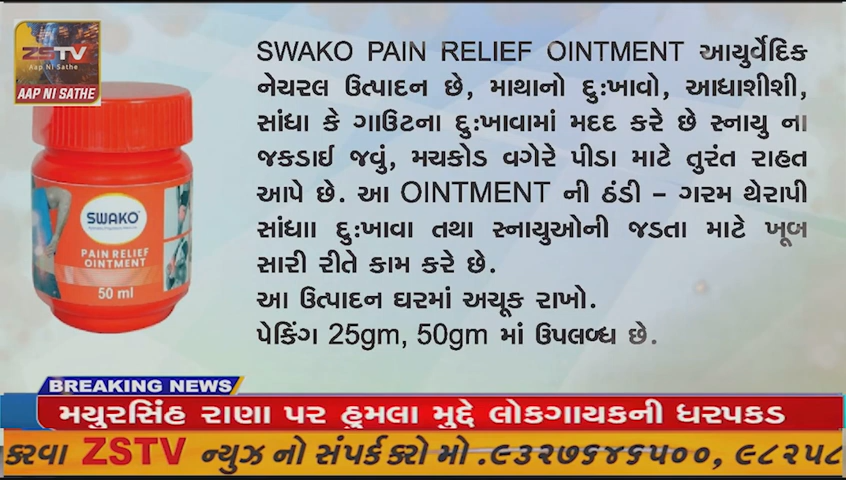 ZSTV
Aap Ni Sathe
AAP NI SATHE
SWAKO PAIN RELIEF OINTMENT આયુર્વેદિક
નેચરલ ઉત્પાદન છે, માથાનો દુઃખાવો, આધાશીશી,
સાંધા કે ગાઉટના દુઃખાવામાં મદદ કરે છે સ્નાયુ ના
જકડાઇ જવું, મચકોડ વગેરે પીડા માટે તુરંત રાહત
આપે છે. આ OINTMENT ની ઠંડી – ગરમ થેરાપી
સાંધાા દુઃખાવા તથા સ્નાયુઓની જડતા માટે ખૂબ
સારી રીતે કામ કરે છે.
આ ઉત્પાદન ઘરમાં અચૂક રાખો.
પેકિંગ 25gm, 50gm માં ઉપલબ્ધ છે.
SWAKO
PAIN RELIEF
OINTMENT
50 ml
BREAKING NEWS
મયુરસિંહ રાણા પર હુમલા મુદ્દે લોકગાયકની ધરપકડ
કરવા ZSTV ન્યુઝ નો સંપર્ક કરો મો .૯૩૨૭૬૪૬૫૦૦, ૯૮૨૫૮